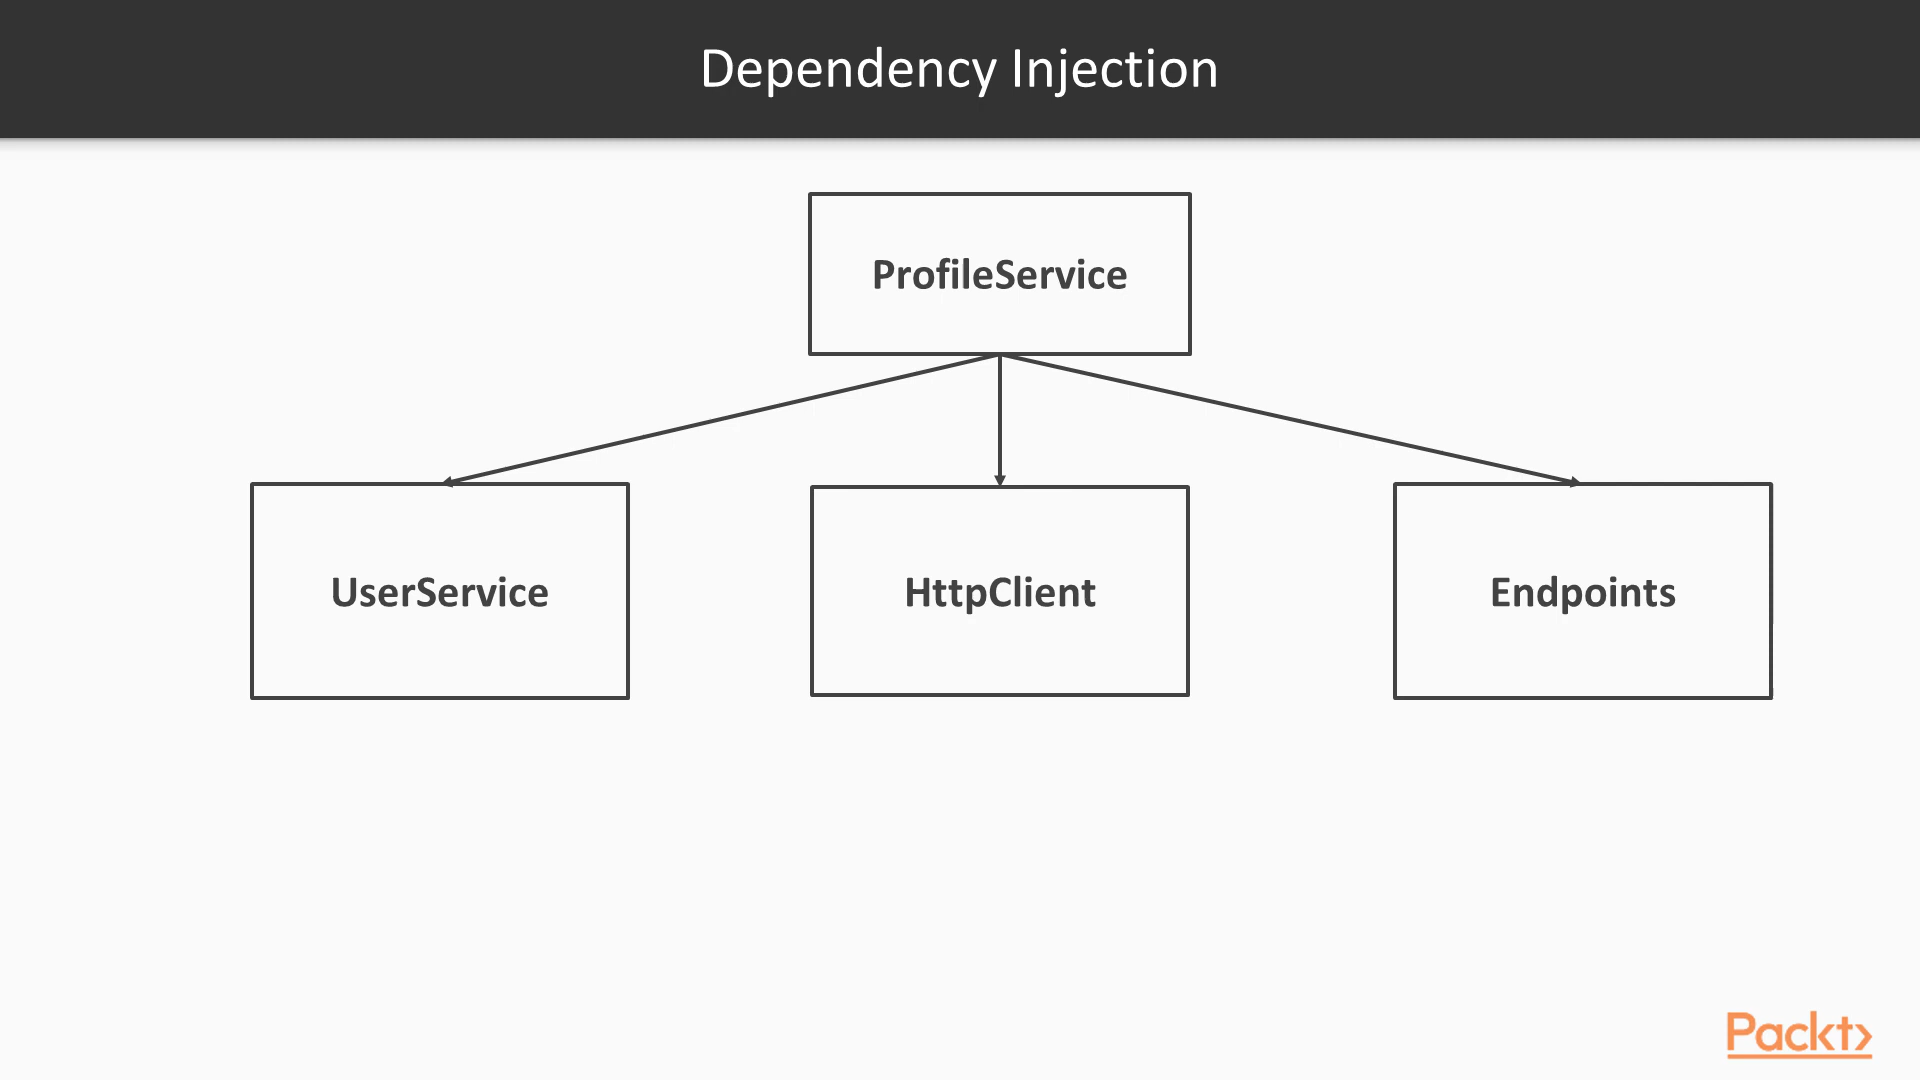 Dependency Injection
ProfileService
UserService
HttpClient
Endpoints
Packt